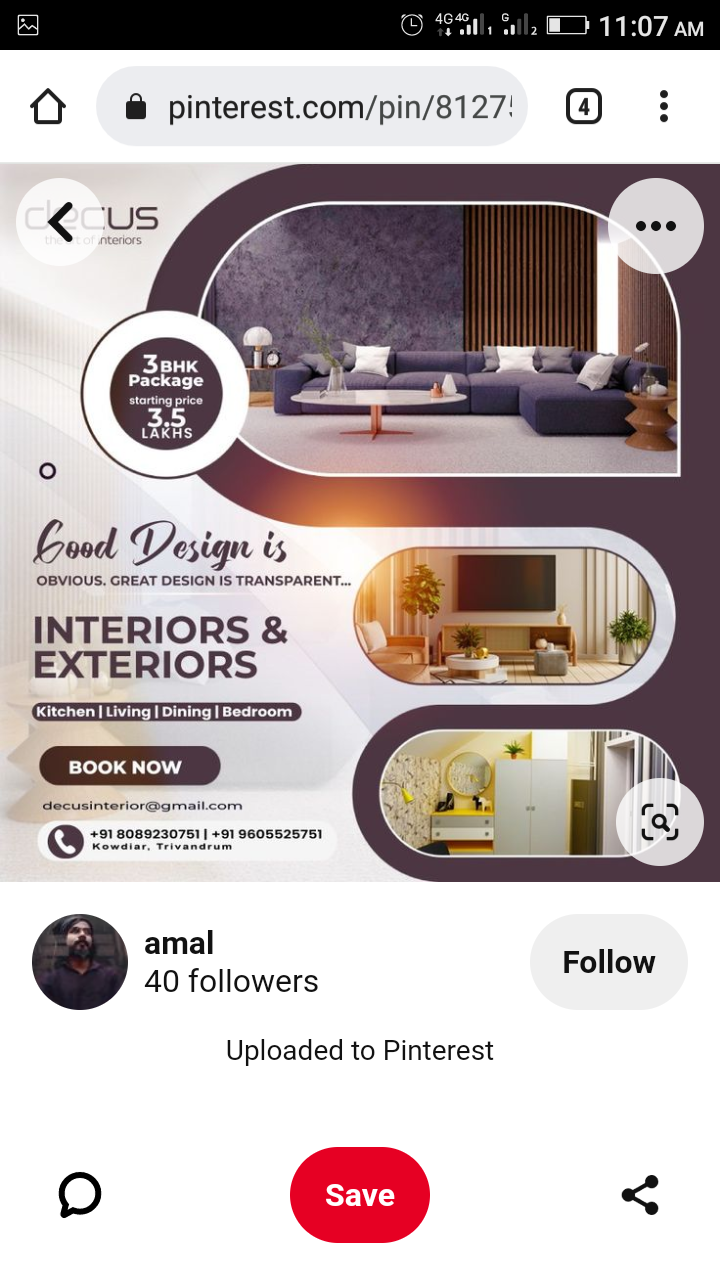 4G 4G 1 G 2 11:07 AM
pinterest.com/pin/8127
4
decus
the art of interiors
3 BHK
Package
starting price
3.5
LAKHS
Good Design is
OBVIOUS. GREAT DESIGN IS TRANSPARENT...
INTERIORS &
EXTERIORS
Kitchen | Living | Dining | Bedroom
BOOK NOW
decusinterior@gmail.com
+91 8089230751 | +91 9605525751
Kowdiar, Trivandrum
amal
40 followers
Follow
Uploaded to Pinterest
Save